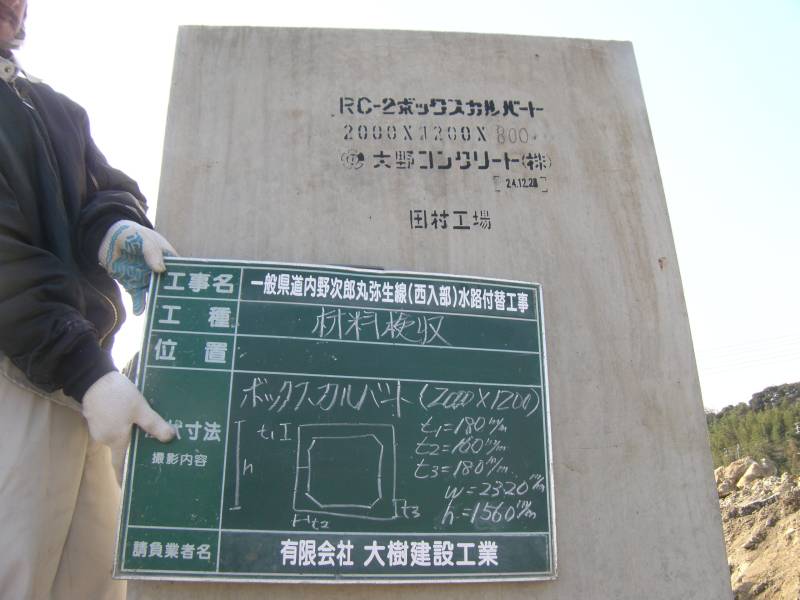 RC-2ボックスカルバート
2000X1200X800
大野コンクリート(株)
24.12.28
田村工場
工事名 一般県道内野次郎丸弥生線(西入部)水路付替工事
工種 材料検収
位置
寸法
撮影内容
ボックスカルバート(2000×1200)
t1=180m/m
t2=160m/m
t3=180m/m
w=2320m/m
h=1560m/m
t1
h
t2
t3
請負業者名 有限会社 大樹建設工業